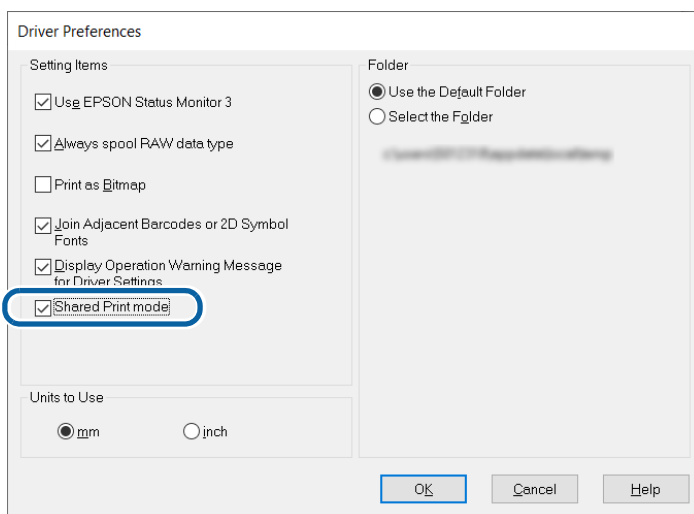 Driver Preferences
Setting Items
Use EPSON Status Monitor 3
Always spool RAW data type
Print as Bitmap
Join Adjacent Barcodes or 2D Symbol
Fonts
Display Operation Warning Message
for Driver Settings
Shared Print mode
Units to Use
mm
inch
Folder
Use the Default Folder
Select the Folder
OK
Cancel
Help